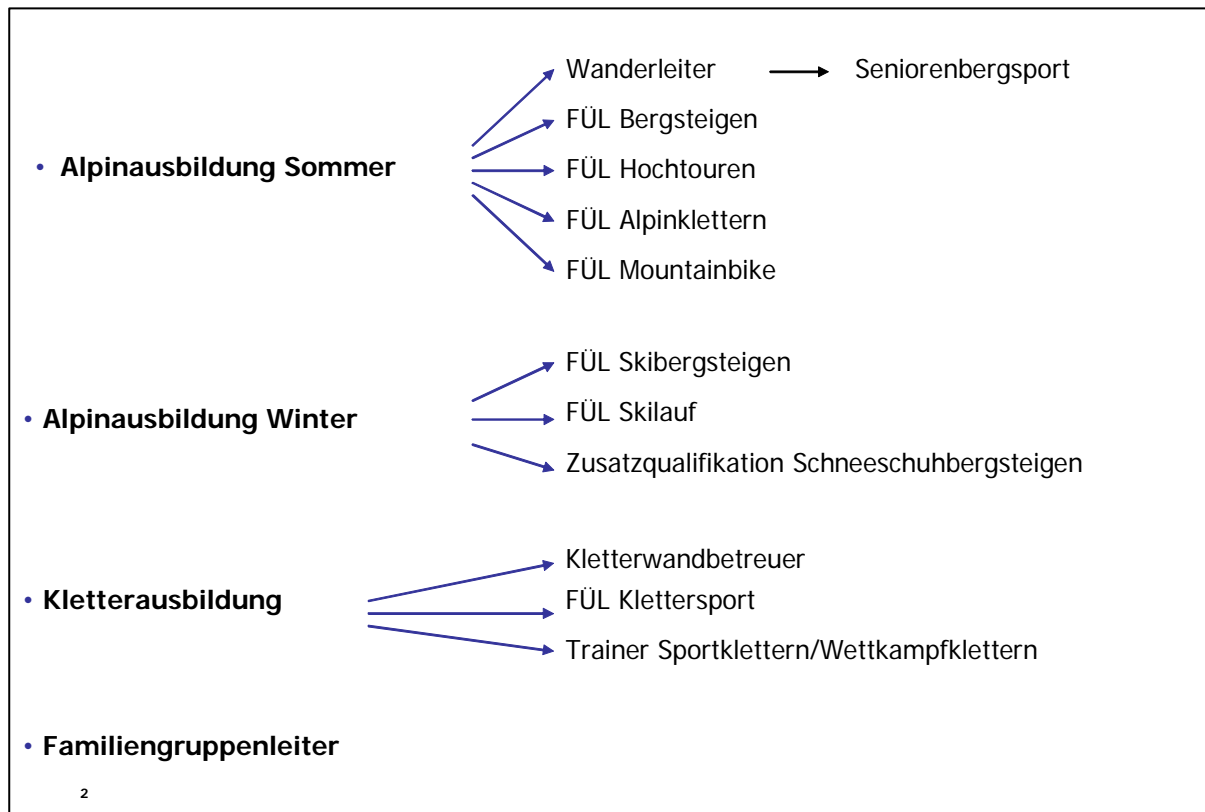 Wanderleiter Seniorenbergsport
FÜL Bergsteigen
• Alpinausbildung Sommer
FÜL Hochtouren
FÜL Alpinklettern
FÜL Mountainbike
FÜL Skibergsteigen
• Alpinausbildung Winter
FÜL Skilauf
Zusatzqualifikation Schneeschuhbergsteigen
Kletterwandbetreuer
• Kletterausbildung
FÜL Klettersport
Trainer Sportklettern/Wettkampfklettern
• Familiengruppenleiter
2